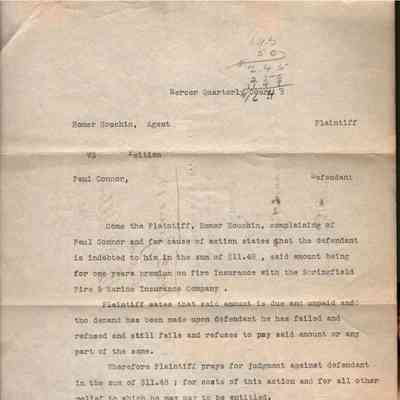 Mercer Quarterly Court
Homer Houchin, Agent Plaintiff
VS
Paul Connor, Defendant
Come the Plaintiff, Homer Houchin, complaining of
Paul Connor and for cause of action states that the defendant
is indebted to him in the sum of $11.48 , said amount being
for one years premium on fire Insurance with the Springfield
Fire & Marine Insurance Company .
Plaintiff sates that said amount is due and unpaid and
tho demand has been made upon defendant he has failed and
refused and still fails and refuses to pay said amount or any
part of the same.
Wherefore Plaintiff prays for judgment against defendant
in the sum of $11.48 ; for costs of this action and for all other
relief to which he may may to be entitled.